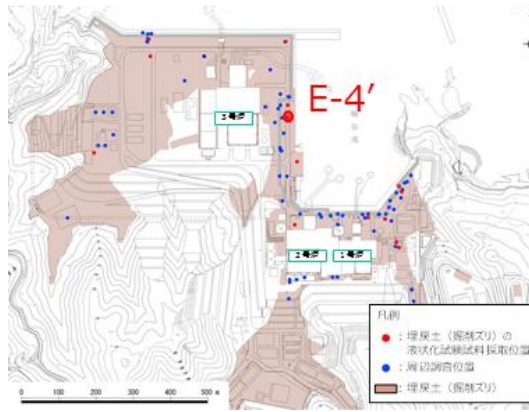 E-4’
3号炉
2号炉
1号炉
凡例
● : 埋戻土(掘削ズリ)の
液状化試験試料採取位置
● : 周辺調査位置
: 埋戻土(掘削ズリ)
0 100 200 300 400 500 m